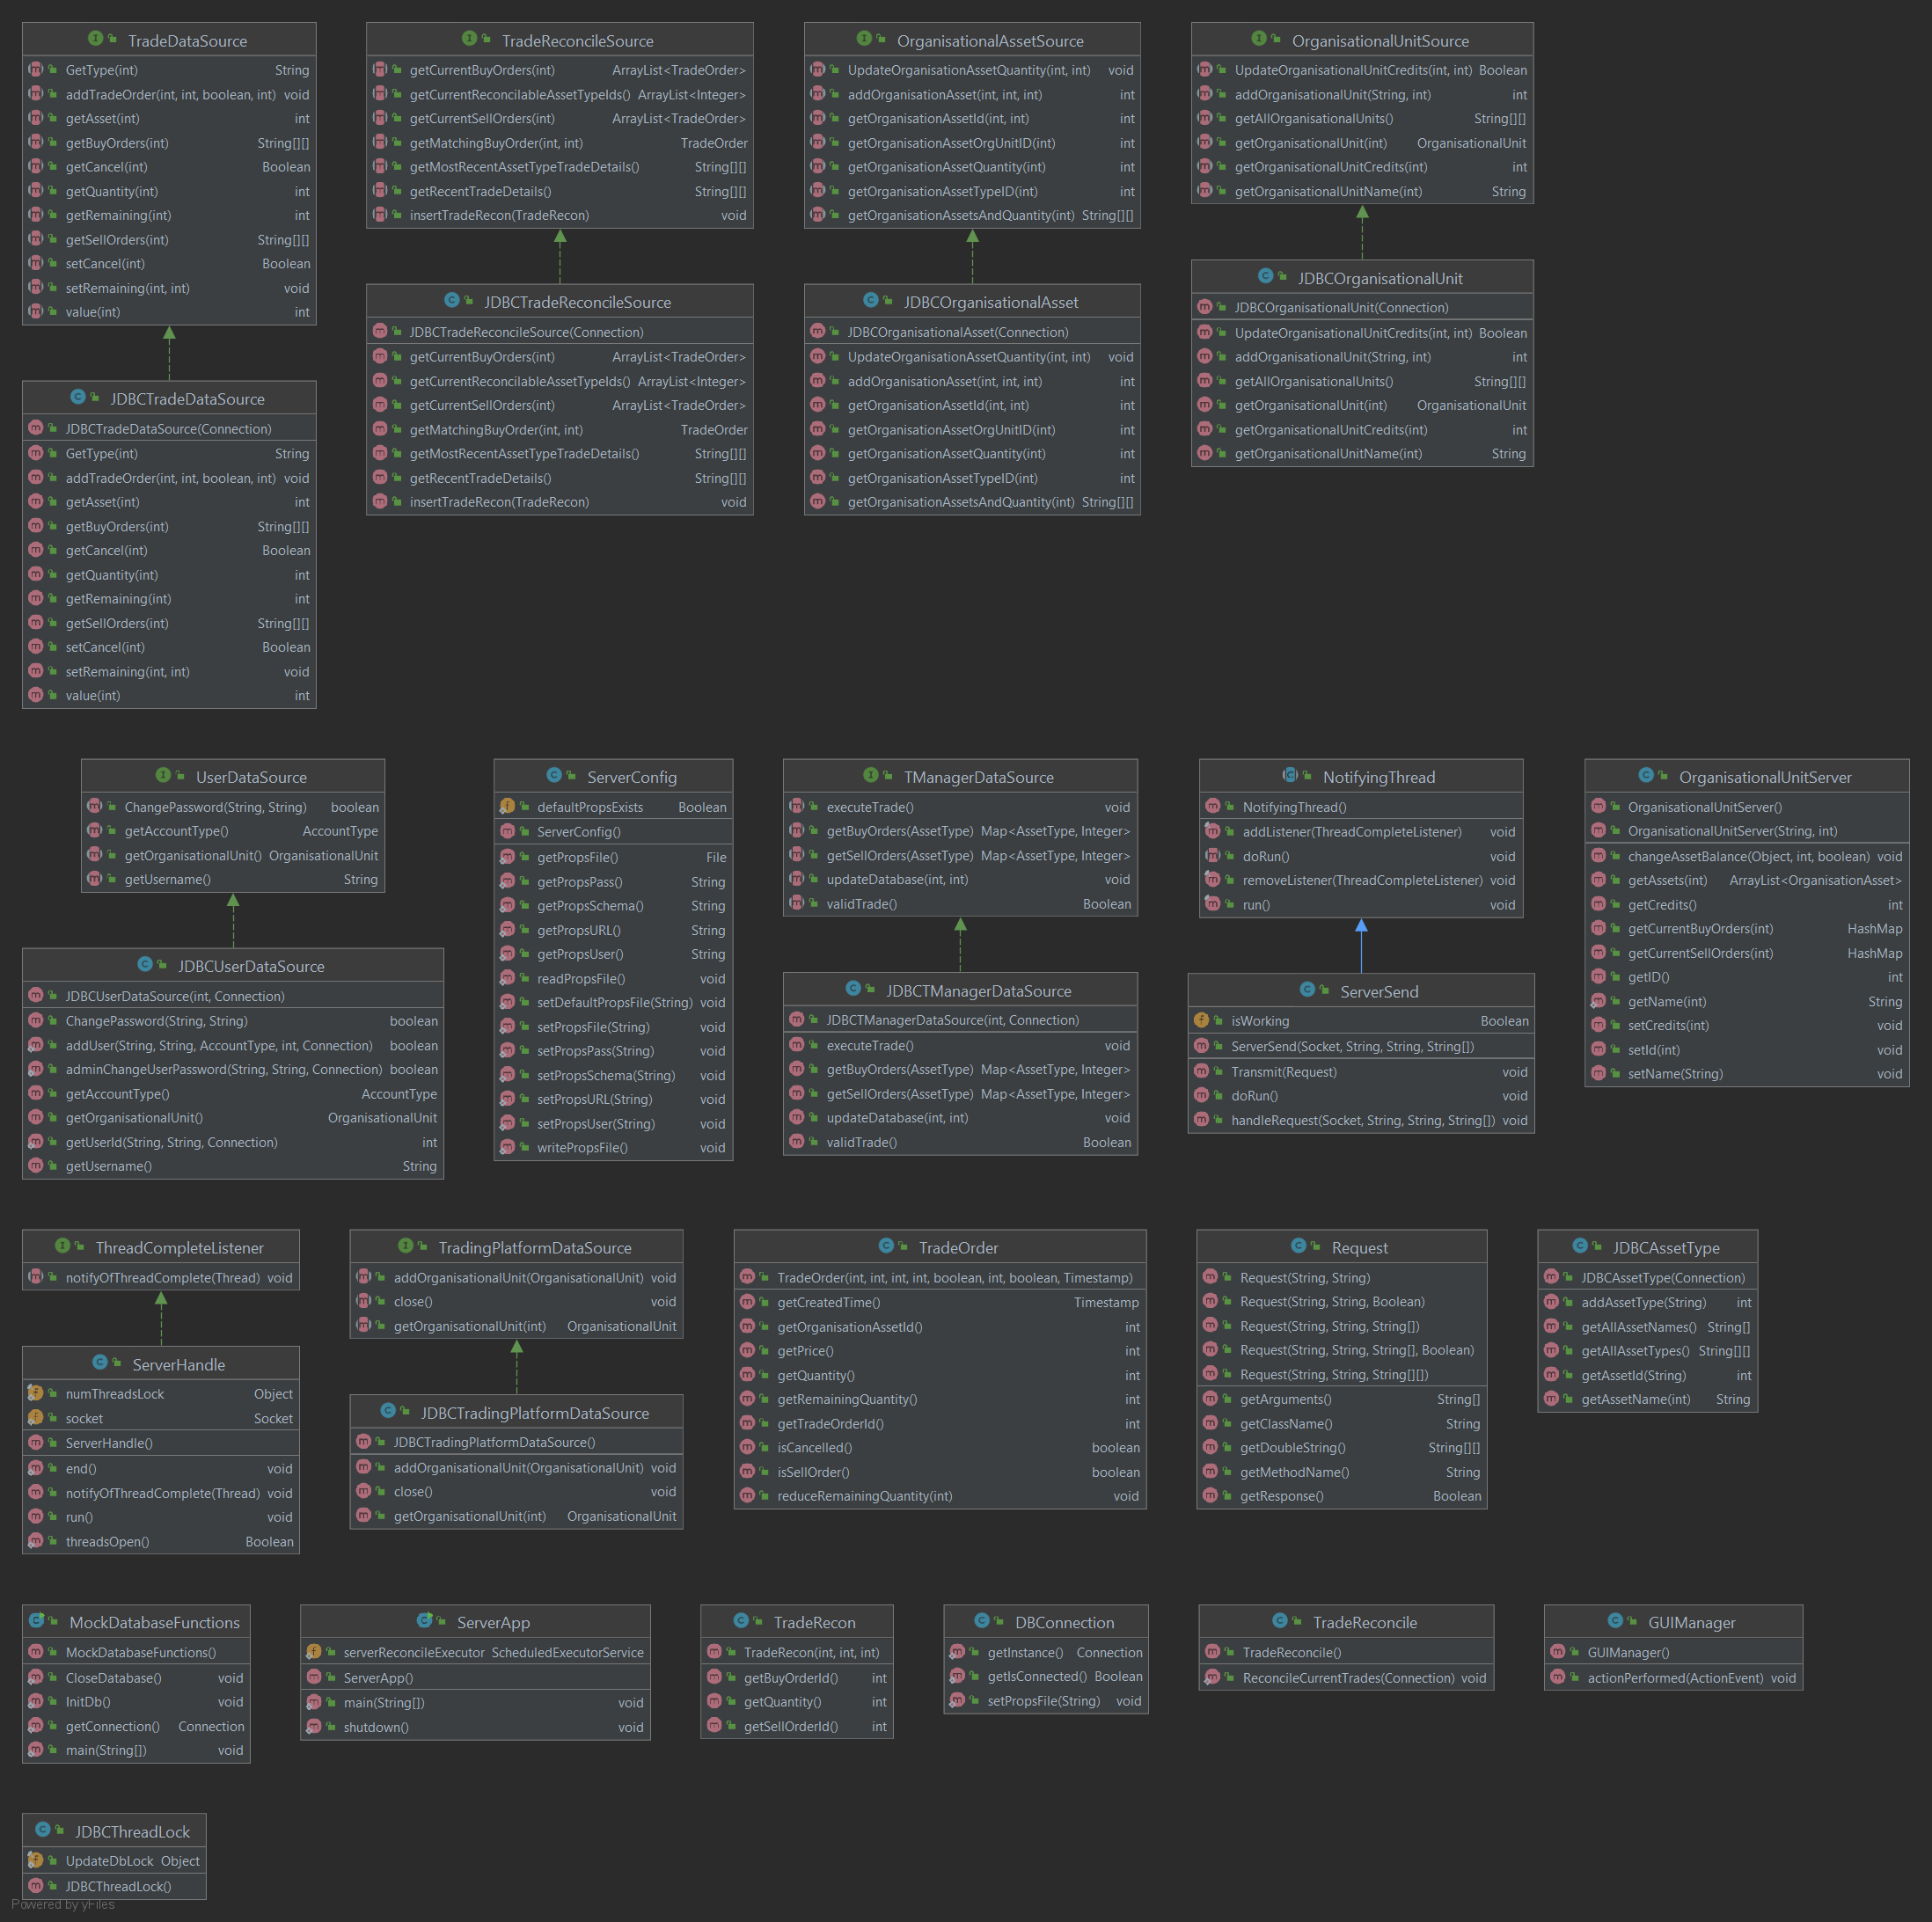 TradeDataSource
GetType(int) String
addTradeOrder(int, int, boolean, int) void
getAsset(int) int
getBuyOrders(int) String[][]
getCancel(int) Boolean
getQuantity(int) int
getRemaining(int) int
getSellOrders(int) String[][]
setCancel(int) Boolean
setRemaining(int, int) void
value(int) int
TradeReconcileSource
getCurrentBuyOrders(int) ArrayList<TradeOrder>
getCurrentReconcilableAssetTypeIds() ArrayList<Integer>
getCurrentSellOrders(int) ArrayList<TradeOrder>
getMatchingBuyOrder(int, int) TradeOrder
getMostRecentAssetTypeTradeDetails() String[][]
getRecentTradeDetails() String[][]
insertTradeRecon(TradeRecon) void
OrganisationalAssetSource
UpdateOrganisationAssetQuantity(int, int) void
addOrganisationAsset(int, int, int) int
getOrganisationAssetId(int, int) int
getOrganisationAssetOrgUnitID(int) int
getOrganisationAssetQuantity(int) int
getOrganisationAssetTypeID(int) int
getOrganisationAssetsAndQuantity(int) String[][]
OrganisationalUnitSource
UpdateOrganisationalUnitCredits(int, int) Boolean
addOrganisationalUnit(String, int) int
getAllOrganisationalUnits() String[][]
getOrganisationalUnit(int) OrganisationalUnit
getOrganisationalUnitCredits(int) int
getOrganisationalUnitName(int) String
JDBCTradeDataSource
JDBCTradeDataSource(Connection)
GetType(int) String
addTradeOrder(int, int, boolean, int) void
getAsset(int) int
getBuyOrders(int) String[][]
getCancel(int) Boolean
getQuantity(int) int
getRemaining(int) int
getSellOrders(int) String[][]
setCancel(int) Boolean
setRemaining(int, int) void
value(int) int
JDBCTradeReconcileSource
JDBCTradeReconcileSource(Connection)
getCurrentBuyOrders(int) ArrayList<TradeOrder>
getCurrentReconcilableAssetTypeIds() ArrayList<Integer>
getCurrentSellOrders(int) ArrayList<TradeOrder>
getMatchingBuyOrder(int, int) TradeOrder
getMostRecentAssetTypeTradeDetails() String[][]
getRecentTradeDetails() String[][]
insertTradeRecon(TradeRecon) void
JDBCOrganisationalAsset
JDBCOrganisationalAsset(Connection)
UpdateOrganisationAssetQuantity(int, int) void
addOrganisationAsset(int, int, int) int
getOrganisationAssetId(int, int) int
getOrganisationAssetOrgUnitID(int) int
getOrganisationAssetQuantity(int) int
getOrganisationAssetTypeID(int) int
getOrganisationAssetsAndQuantity(int) String[][]
JDBCOrganisationalUnit
JDBCOrganisationalUnit(Connection)
UpdateOrganisationalUnitCredits(int, int) Boolean
addOrganisationalUnit(String, int) int
getAllOrganisationalUnits() String[][]
getOrganisationalUnit(int) OrganisationalUnit
getOrganisationalUnitCredits(int) int
getOrganisationalUnitName(int) String
UserDataSource
ChangePassword(String, String) boolean
getAccountType() AccountType
getOrganisationalUnit() OrganisationalUnit
getUsername() String
JDBCUserDataSource
JDBCUserDataSource(int, Connection)
ChangePassword(String, String) boolean
addUser(String, String, AccountType, int, Connection) boolean
adminChangeUserPassword(String, String, Connection) boolean
getAccountType() AccountType
getOrganisationalUnit() OrganisationalUnit
getUserId(String, String, Connection) int
getUsername() String
ServerConfig
defaultPropsExists Boolean
ServerConfig()
getPropsFile() File
getPropsPass() String
getPropsSchema() String
getPropsURL() String
getPropsUser() String
readPropsFile() void
setDefaultPropsFile(String) void
setPropsFile(String) void
setPropsPass(String) void
setPropsSchema(String) void
setPropsURL(String) void
setPropsUser(String) void
writePropsFile() void
TManagerDataSource
executeTrade() void
getBuyOrders(AssetType) Map<AssetType, Integer>
getSellOrders(AssetType) Map<AssetType, Integer>
updateDatabase(int, int) void
validTrade() Boolean
JDBCTManagerDataSource
JDBCTManagerDataSource(int, Connection)
executeTrade() void
getBuyOrders(AssetType) Map<AssetType, Integer>
getSellOrders(AssetType) Map<AssetType, Integer>
updateDatabase(int, int) void
validTrade() Boolean
NotifyingThread
NotifyingThread()
addListener(ThreadCompleteListener) void
doRun() void
removeListener(ThreadCompleteListener) void
run() void
ServerSend
isWorking Boolean
ServerSend(Socket, String, String, String[])
Transmit(Request) void
doRun() void
handleRequest(Socket, String, String, String[]) void
OrganisationalUnitServer
OrganisationalUnitServer()
OrganisationalUnitServer(String, int)
changeAssetBalance(Object, int, boolean) void
getAssets(int) ArrayList<OrganisationAsset>
getCredits() int
getCurrentBuyOrders(int) HashMap
getCurrentSellOrders(int) HashMap
getID() int
getName(int) String
setCredits(int) void
setId(int) void
setName(String) void
ThreadCompleteListener
notifyOfThreadComplete(Thread) void
ServerHandle
numThreadsLock Object
socket Socket
ServerHandle()
end() void
notifyOfThreadComplete(Thread) void
run() void
threadsOpen() Boolean
TradingPlatformDataSource
addOrganisationalUnit(OrganisationalUnit) void
close() void
getOrganisationalUnit(int) OrganisationalUnit
JDBCTradingPlatformDataSource
JDBCTradingPlatformDataSource()
addOrganisationalUnit(OrganisationalUnit) void
close() void
getOrganisationalUnit(int) OrganisationalUnit
TradeOrder
TradeOrder(int, int, int, int, boolean, int, boolean, Timestamp)
getCreatedTime() Timestamp
getOrganisationAssetId() int
getPrice() int
getQuantity() int
getRemainingQuantity() int
getTradeOrderId() int
isCancelled() boolean
isSellOrder() boolean
reduceRemainingQuantity(int) void
Request
Request(String, String)
Request(String, String, Boolean)
Request(String, String, String[])
Request(String, String, String[], Boolean)
Request(String, String, String[][])
getArguments() String[]
getClassName() String
getDoubleString() String[][]
getMethodName() String
getResponse() Boolean
JDBCAssetType
JDBCAssetType(Connection)
addAssetType(String) int
getAllAssetNames() String[]
getAllAssetTypes() String[][]
getAssetId(String) int
getAssetName(int) String
MockDatabaseFunctions
MockDatabaseFunctions()
CloseDatabase() void
InitDb() void
getConnection() Connection
main(String[]) void
ServerApp
serverReconcileExecutor ScheduledExecutorService
ServerApp()
main(String[]) void
shutdown() void
TradeRecon
TradeRecon(int, int, int)
getBuyOrderId() int
getQuantity() int
getSellOrderId() int
DBConnection
getInstance() Connection
getIsConnected() Boolean
setPropsFile(String) void
TradeReconcile
TradeReconcile()
ReconcileCurrentTrades(Connection) void
GUIManager
GUIManager()
actionPerformed(ActionEvent) void
JDBCThreadLock
UpdateDbLock Object
JDBCThreadLock()
Powered by yFiles